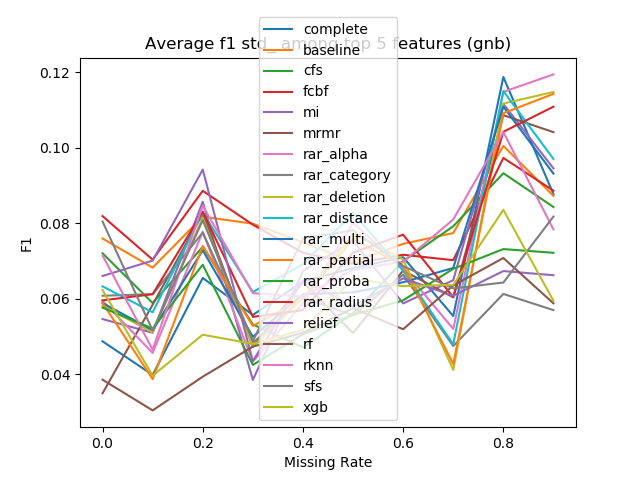 Average f1 std_ among top 5 features (gnb)
complete
baseline
cfs
fcbf
mi
mrmr
rar_alpha
rar_category
rar_deletion
rar_distance
rar_multi
rar_partial
rar_proba
rar_radius
relief
rf
rknn
sfs
xgb
F1
0.12
0.10
0.08
0.06
0.04
0.0
0.2
0.4
0.6
0.8
Missing Rate